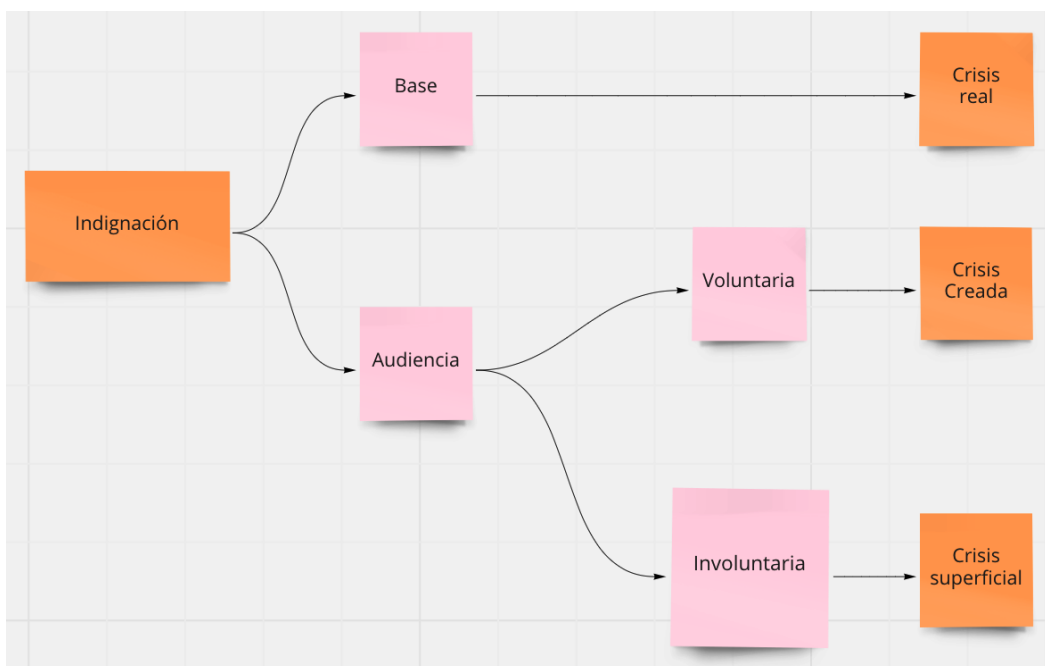 Base
Crisis
real
Indignación
Voluntaria
Crisis
Creada
Audiencia
Involuntaria
Crisis
superficial